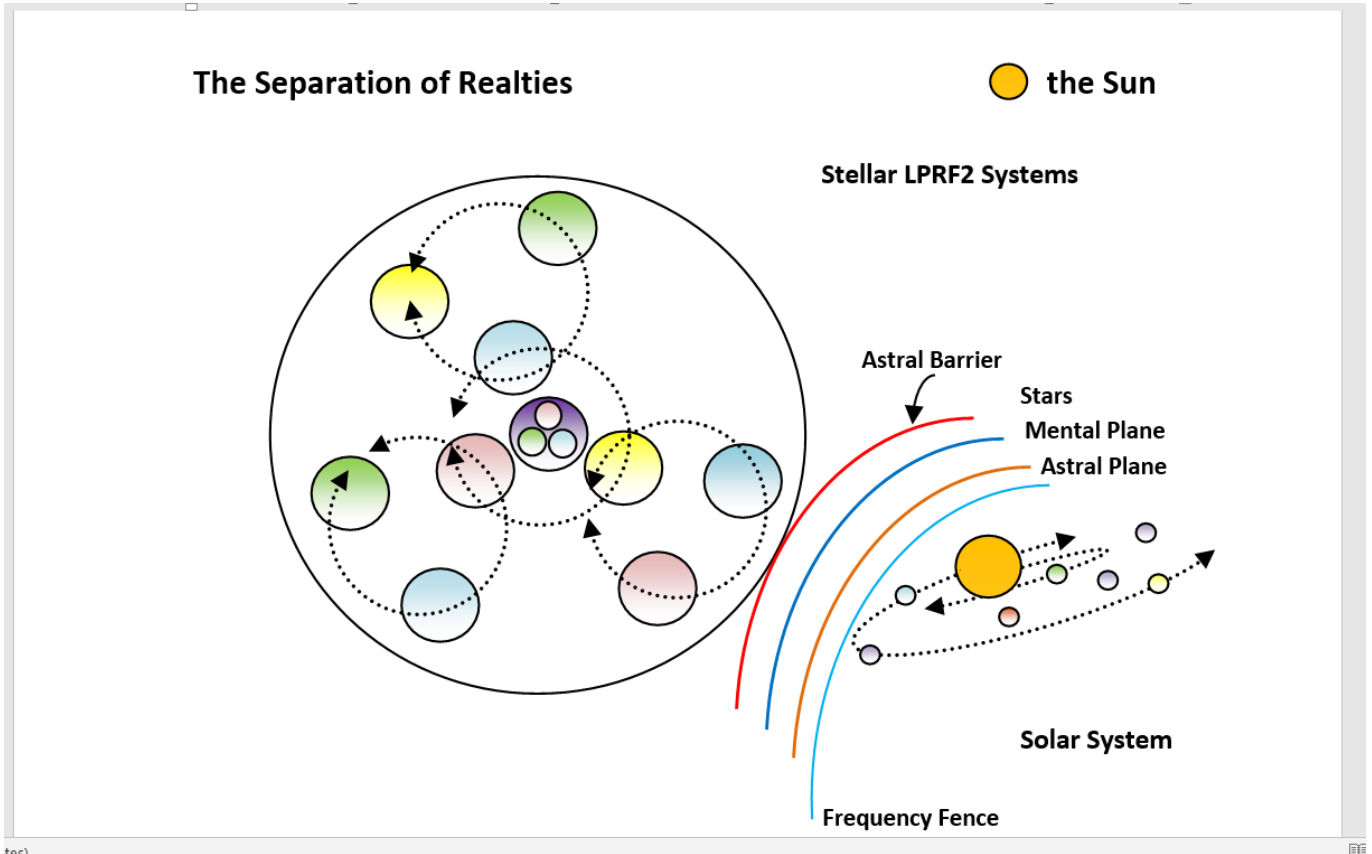 The Separation of Realties
the Sun
Stellar LPRF2 Systems
Astral Barrier
Stars
Mental Plane
Astral Plane
Solar System
Frequency Fence
tes)